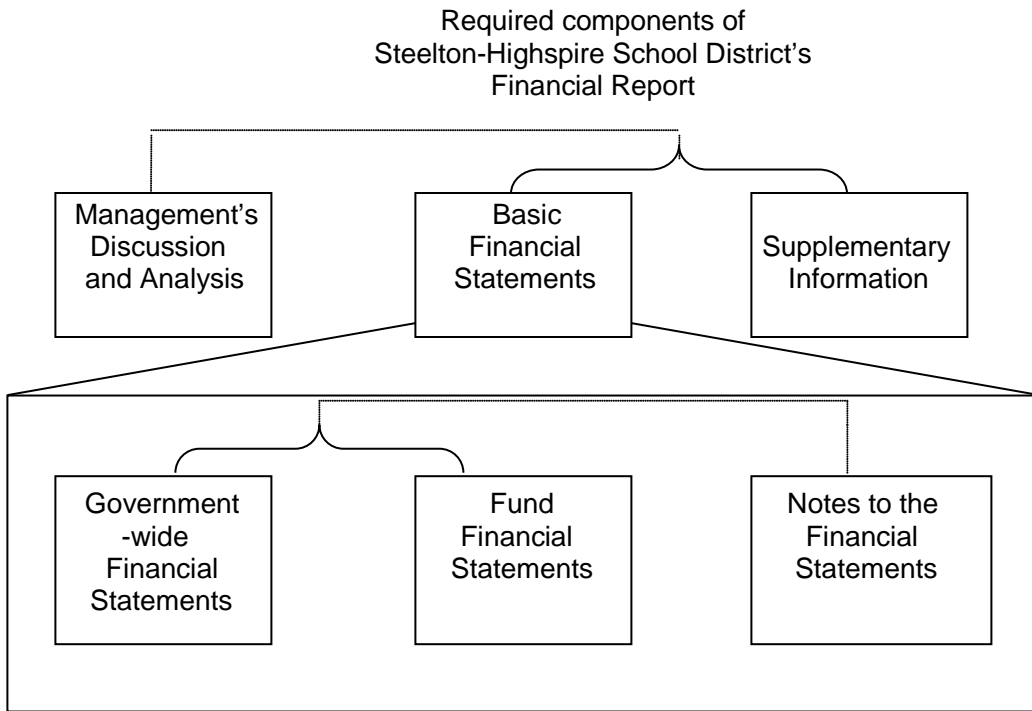 Required components of
Steelton-Highspire School District’s
Financial Report
Management’s
Discussion
and Analysis
Basic
Financial
Statements
Supplementary
Information
Government
-wide
Financial
Statements
Fund
Financial
Statements
Notes to the
Financial
Statements